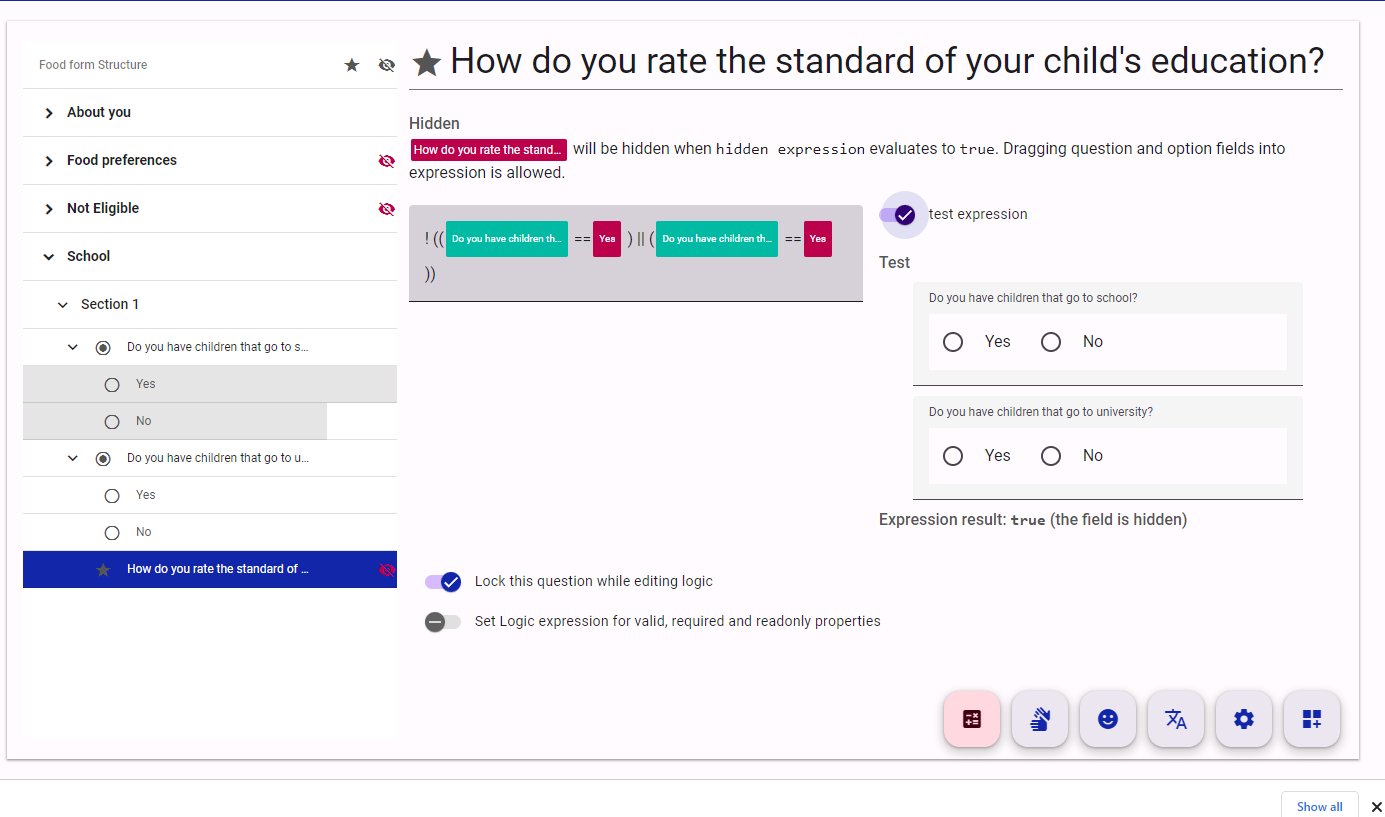 Food form Structure
About you
Food preferences
Not Eligible
School
Section 1
Do you have children that go to s...
Yes
No
Do you have children that go to u...
Yes
No
How do you rate the standard of ...
How do you rate the standard of your child's education?
Hidden
How do you rate the stand... will be hidden when hidden expression evaluates to true. Dragging question and option fields into
expression is allowed.
! (( Do you have children th... == Yes ) || ( Do you have children th... == Yes
))
test expression
Test
Do you have children that go to school?
Yes No
Do you have children that go to university?
Yes No
Expression result: true (the field is hidden)
Lock this question while editing logic
Set Logic expression for valid, required and readonly properties
Show all